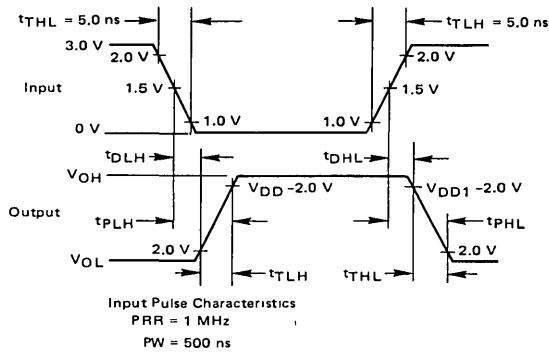 tTHL = 5.0 ns
tTLH = 5.0 ns
3.0 V
2.0 V
2.0 V
Input
1.5 V
1.5 V
1.0 V
1.0 V
0 V
tDLH
tDHL
VOH
VDD -2.0 V
VDD1 -2.0 V
Output
tPLH
tPHL
2.0 V
2.0 V
VOL
tTLH
tTHL
Input Pulse Characteristics
PRR = 1 MHz
PW = 500 ns